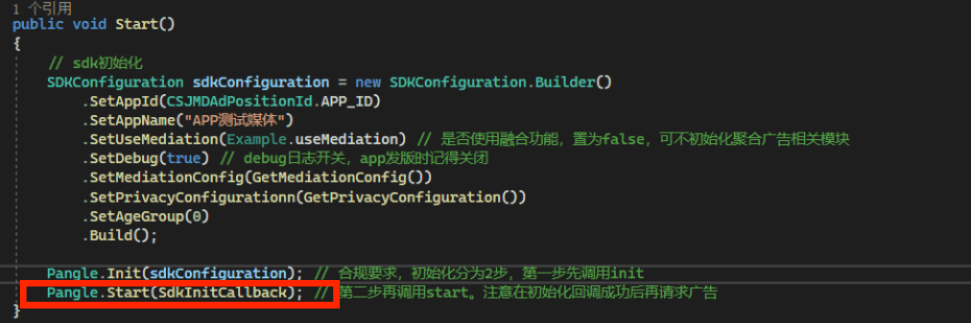 1 个引用
public void Start()
{
// sdk初始化
SDKConfiguration sdkConfiguration = new SDKConfiguration.Builder()
.SetAppId(CSJMDAdPositionId.APP_ID)
.SetAppName("APP测试媒体")
.SetUseMediation(Example.useMediation) // 是否使用融合功能，置为false，可不初始化聚合广告相关模块
.SetDebug(true) // debug日志开关，app发版时记得关闭
.SetMediationConfig(GetMediationConfig())
.SetPrivacyConfigurationn(GetPrivacyConfiguration())
.SetAgeGroup(0)
.Build();
Pangle.Init(sdkConfiguration); // 合规要求，初始化分为2步，第一步先调用init
Pangle.Start(SdkInitCallback); // 第二步再调用start。注意在初始化回调成功后再请求广告
}